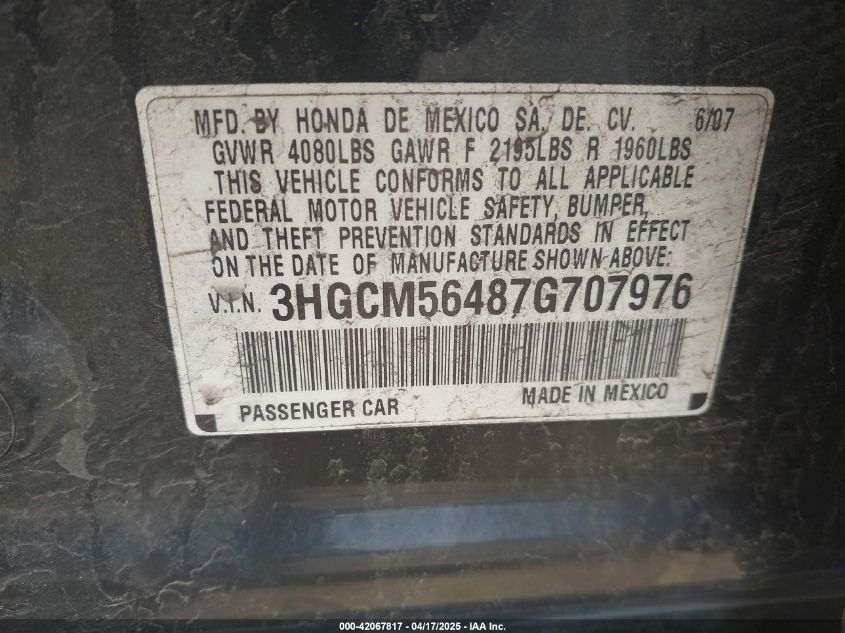 MFD. BY HONDA DE MEXICO SA. DE. CV. 6/07
GVWR 4080LBS GAWR F 2195LBS R 1960LBS
THIS VEHICLE CONFORMS TO ALL APPLICABLE
FEDERAL MOTOR VEHICLE SAFETY, BUMPER,
AND THEFT PREVENTION STANDARDS IN EFFECT
ON THE DATE OF MANUFACTURE SHOWN ABOVE:
V.I.N. 3HGCM56487G707976
PASSENGER CAR MADE IN MEXICO
000-42067817 - 04/17/2025 - IAA Inc.